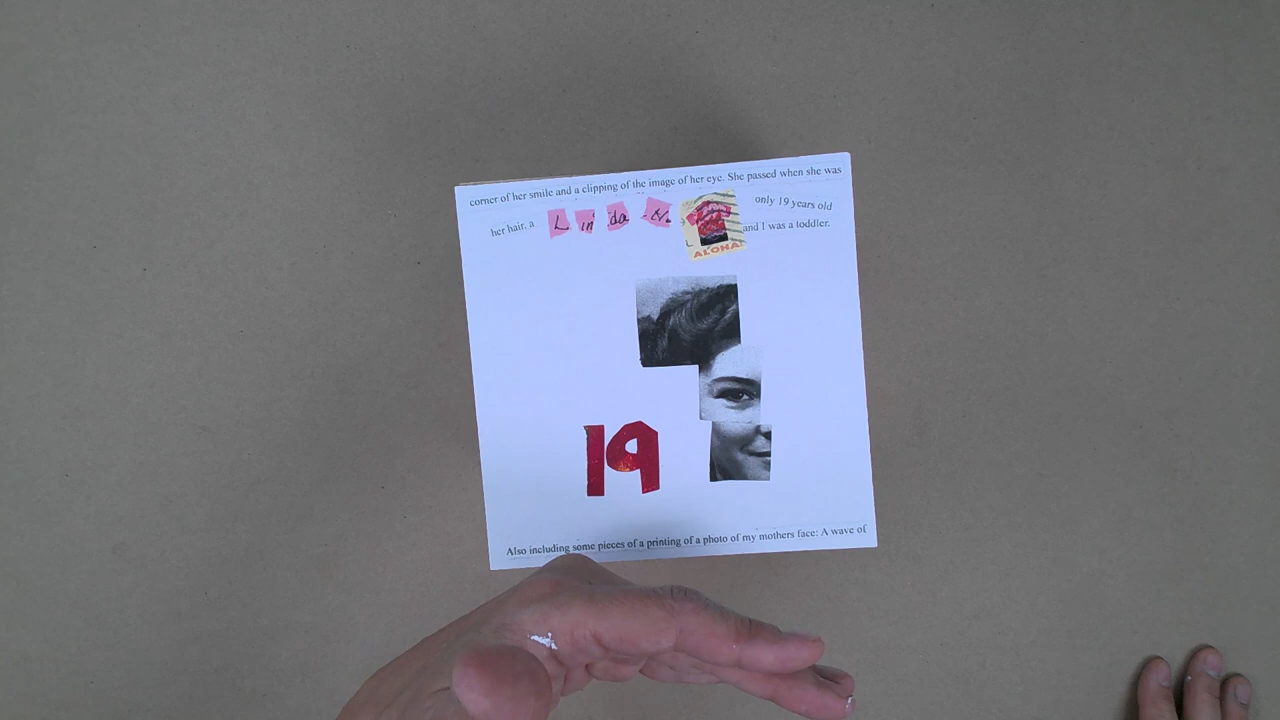 corner of her smile and a clipping of the image of her eye. She passed when she was
only 19 years old
her hair, a
L in da N.
and I was a toddler.
ALOHA
19
Also including some pieces of a printing of a photo of my mothers face: A wave of